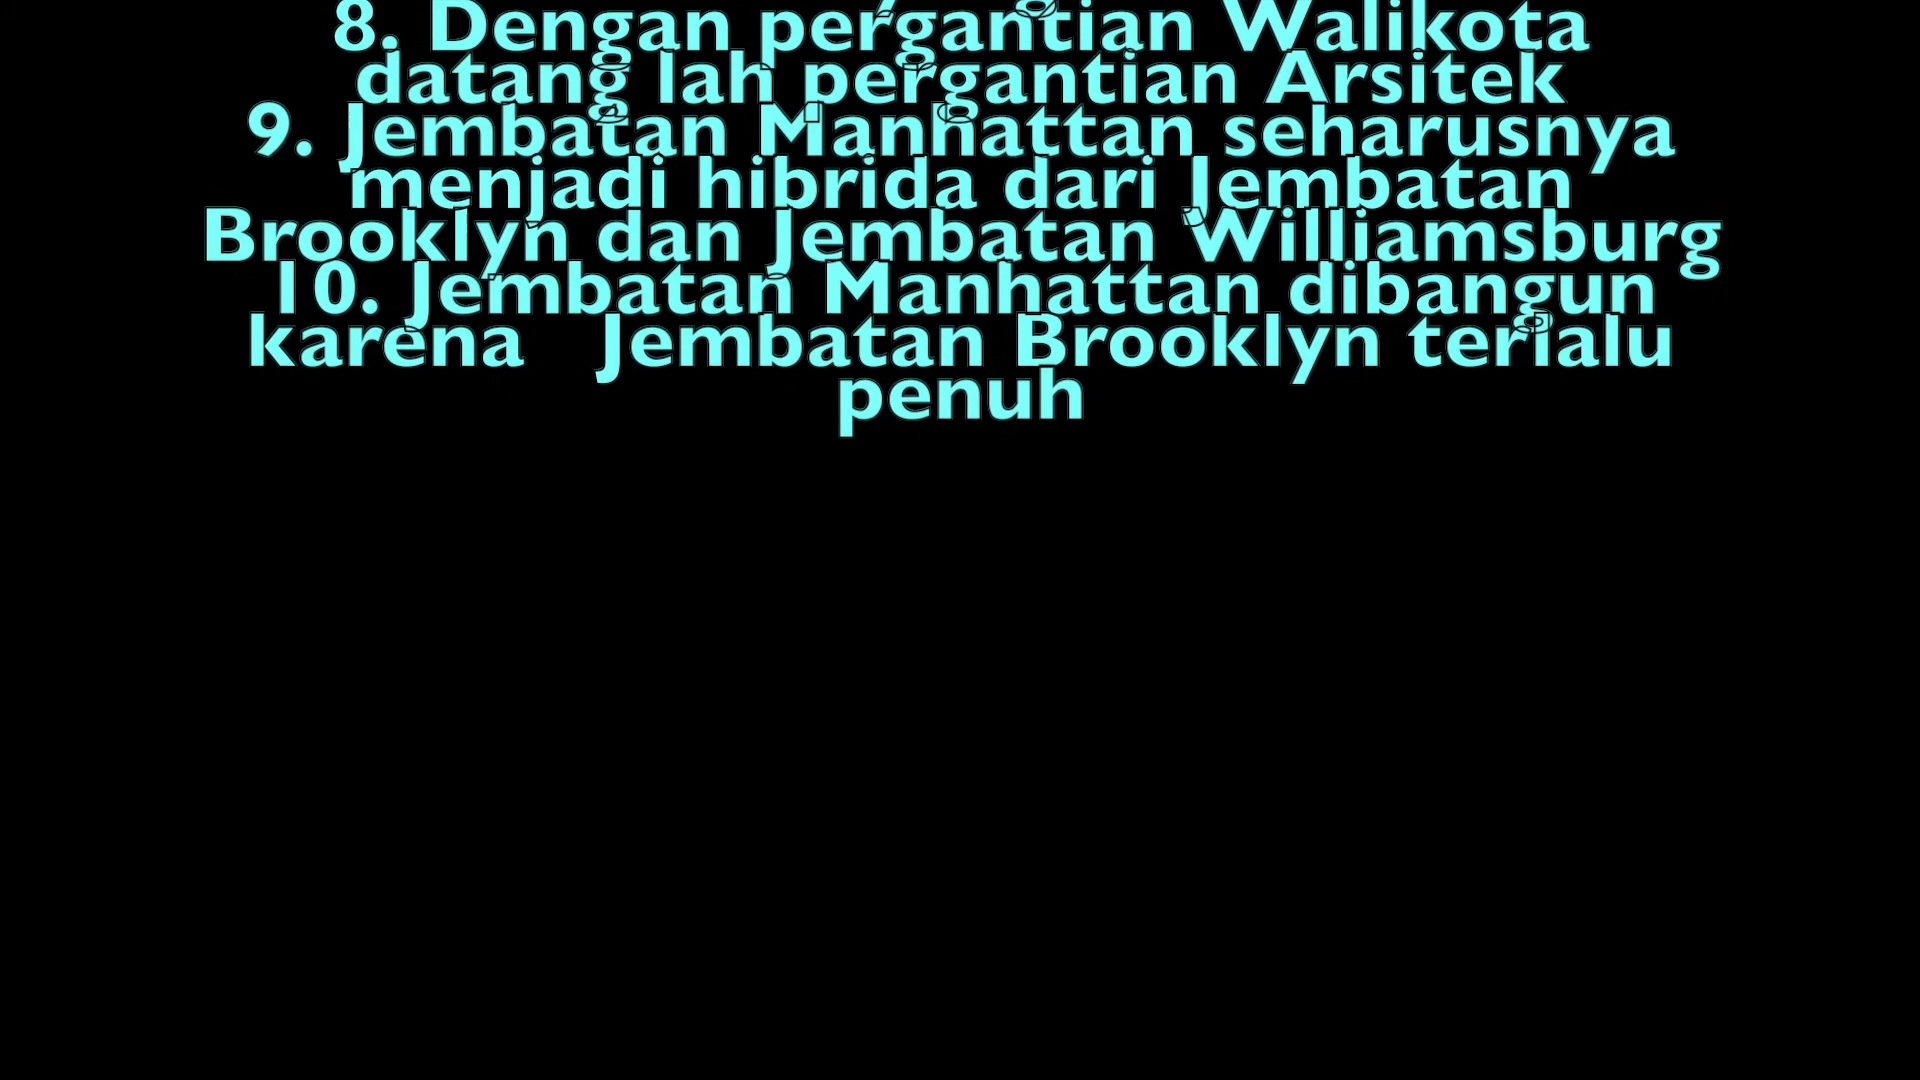 8. Dengan pergantian Walikota
datang lah pergantian Arsitek
9. Jembatan Manhattan seharusnya
menjadi hibrida dari Jembatan
Brooklyn dan Jembatan Williamsburg
10. Jembatan Manhattan dibangun
karena Jembatan Brooklyn terlalu
penuh